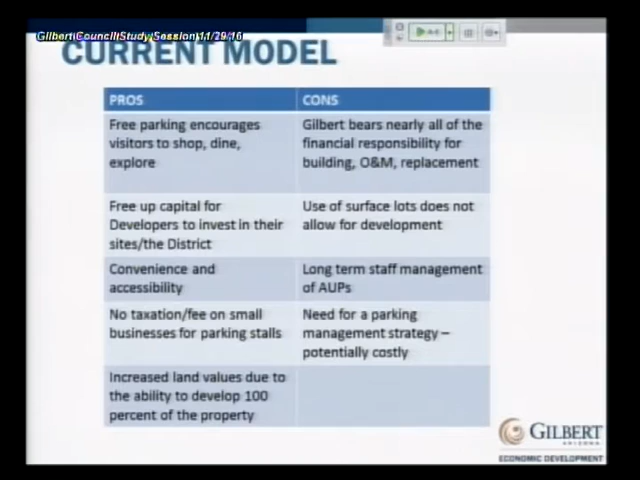 Gilbert Council Study Session 11/29/16
CURRENT MODEL
PROS
CONS
Free parking encourages
visitors to shop, dine,
explore
Gilbert bears nearly all of the
financial responsibility for
building, O&M, replacement
Free up capital for
Developers to invest in their
sites/the District
Use of surface lots does not
allow for development
Convenience and
accessibility
Long term staff management
of AUPs
No taxation/fee on small
businesses for parking stalls
Need for a parking
management strategy –
potentially costly
Increased land values due to
the ability to develop 100
percent of the property
GILBERT
ARIZONA
ECONOMIC DEVELOPMENT